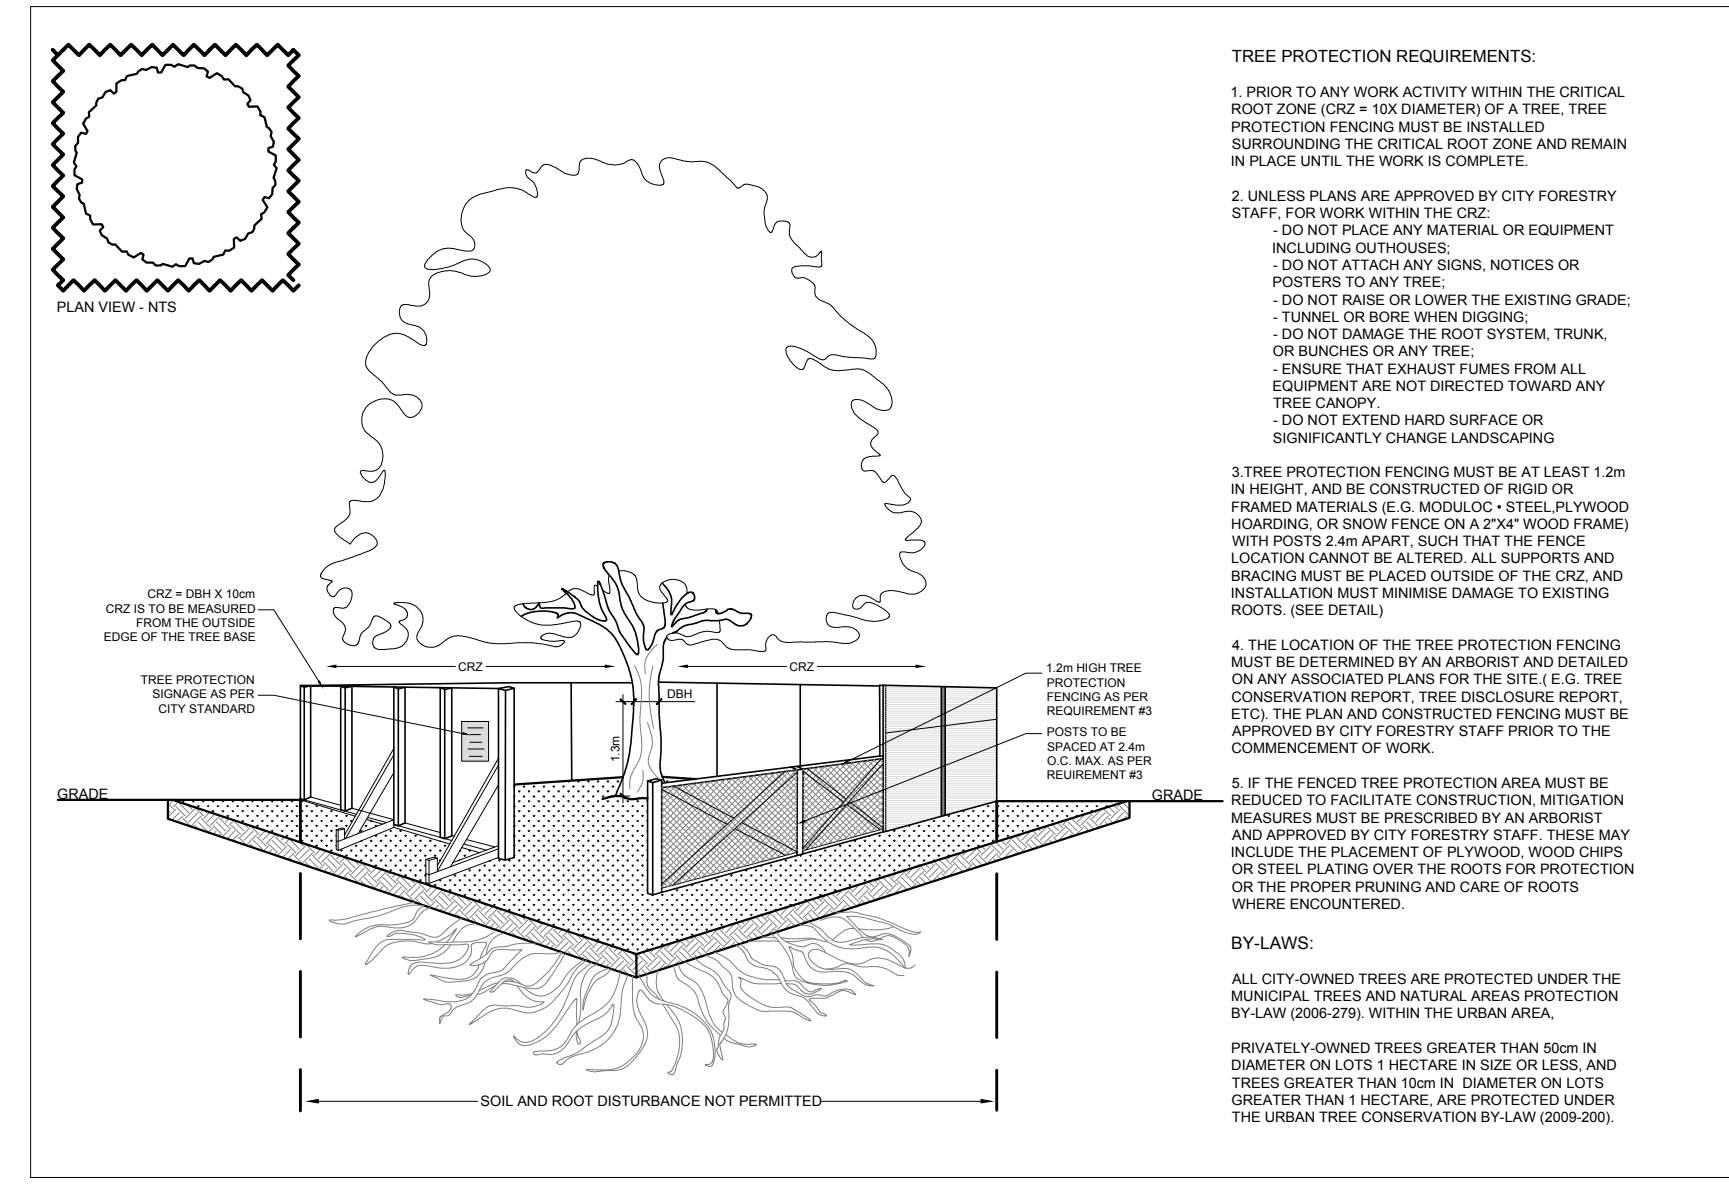 PLAN VIEW - NTS
CRZ = DBH X 10cm
CRZ IS TO BE MEASURED
FROM THE OUTSIDE
EDGE OF THE TREE BASE
TREE PROTECTION
SIGNAGE AS PER
CITY STANDARD
CRZ
CRZ
DBH
1.3m
1.2m HIGH TREE
PROTECTION
FENCING AS PER
REQUIREMENT #3
POSTS TO BE
SPACED AT 2.4m
O.C. MAX. AS PER
REUIREMENT #3
GRADE
GRADE
SOIL AND ROOT DISTURBANCE NOT PERMITTED
TREE PROTECTION REQUIREMENTS:
1. PRIOR TO ANY WORK ACTIVITY WITHIN THE CRITICAL
ROOT ZONE (CRZ = 10X DIAMETER) OF A TREE, TREE
PROTECTION FENCING MUST BE INSTALLED
SURROUNDING THE CRITICAL ROOT ZONE AND REMAIN
IN PLACE UNTIL THE WORK IS COMPLETE.
2. UNLESS PLANS ARE APPROVED BY CITY FORESTRY
STAFF, FOR WORK WITHIN THE CRZ:
- DO NOT PLACE ANY MATERIAL OR EQUIPMENT
INCLUDING OUTHOUSES;
- DO NOT ATTACH ANY SIGNS, NOTICES OR
POSTERS TO ANY TREE;
- DO NOT RAISE OR LOWER THE EXISTING GRADE;
- TUNNEL OR BORE WHEN DIGGING;
- DO NOT DAMAGE THE ROOT SYSTEM, TRUNK,
OR BUNCHES OR ANY TREE;
- ENSURE THAT EXHAUST FUMES FROM ALL
EQUIPMENT ARE NOT DIRECTED TOWARD ANY
TREE CANOPY.
- DO NOT EXTEND HARD SURFACE OR
SIGNIFICANTLY CHANGE LANDSCAPING
3.TREE PROTECTION FENCING MUST BE AT LEAST 1.2m
IN HEIGHT, AND BE CONSTRUCTED OF RIGID OR
FRAMED MATERIALS (E.G. MODULOC • STEEL,PLYWOOD
HOARDING, OR SNOW FENCE ON A 2"X4" WOOD FRAME)
WITH POSTS 2.4m APART, SUCH THAT THE FENCE
LOCATION CANNOT BE ALTERED. ALL SUPPORTS AND
BRACING MUST BE PLACED OUTSIDE OF THE CRZ, AND
INSTALLATION MUST MINIMISE DAMAGE TO EXISTING
ROOTS. (SEE DETAIL)
4. THE LOCATION OF THE TREE PROTECTION FENCING
MUST BE DETERMINED BY AN ARBORIST AND DETAILED
ON ANY ASSOCIATED PLANS FOR THE SITE.( E.G. TREE
CONSERVATION REPORT, TREE DISCLOSURE REPORT,
ETC). THE PLAN AND CONSTRUCTED FENCING MUST BE
APPROVED BY CITY FORESTRY STAFF PRIOR TO THE
COMMENCEMENT OF WORK.
5. IF THE FENCED TREE PROTECTION AREA MUST BE
REDUCED TO FACILITATE CONSTRUCTION, MITIGATION
MEASURES MUST BE PRESCRIBED BY AN ARBORIST
AND APPROVED BY CITY FORESTRY STAFF. THESE MAY
INCLUDE THE PLACEMENT OF PLYWOOD, WOOD CHIPS
OR STEEL PLATING OVER THE ROOTS FOR PROTECTION
OR THE PROPER PRUNING AND CARE OF ROOTS
WHERE ENCOUNTERED.
BY-LAWS:
ALL CITY-OWNED TREES ARE PROTECTED UNDER THE
MUNICIPAL TREES AND NATURAL AREAS PROTECTION
BY-LAW (2006-279). WITHIN THE URBAN AREA,
PRIVATELY-OWNED TREES GREATER THAN 50cm IN
DIAMETER ON LOTS 1 HECTARE IN SIZE OR LESS, AND
TREES GREATER THAN 10cm IN  DIAMETER ON LOTS
GREATER THAN 1 HECTARE, ARE PROTECTED UNDER
THE URBAN TREE CONSERVATION BY-LAW (2009-200).